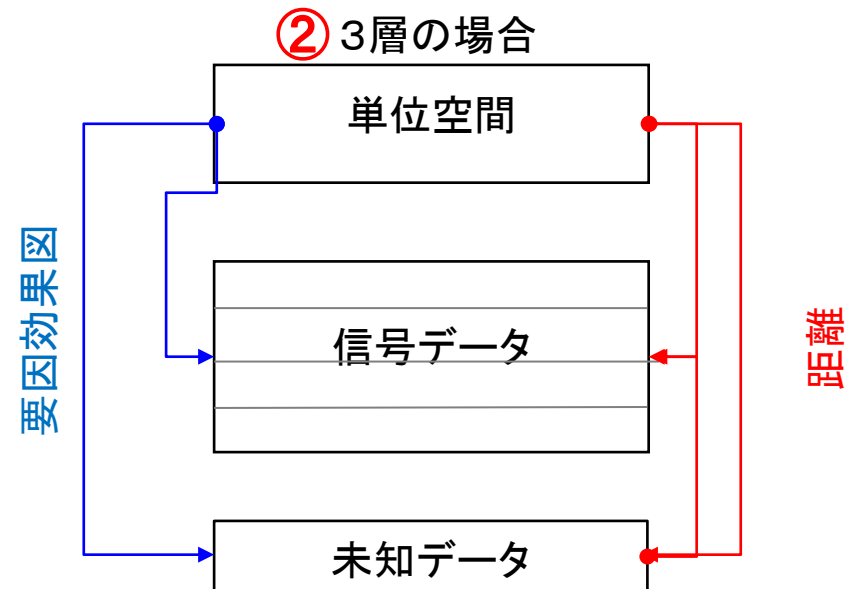 ②３層の場合
単位空間
要因効果図
信号データ
距離
未知データ